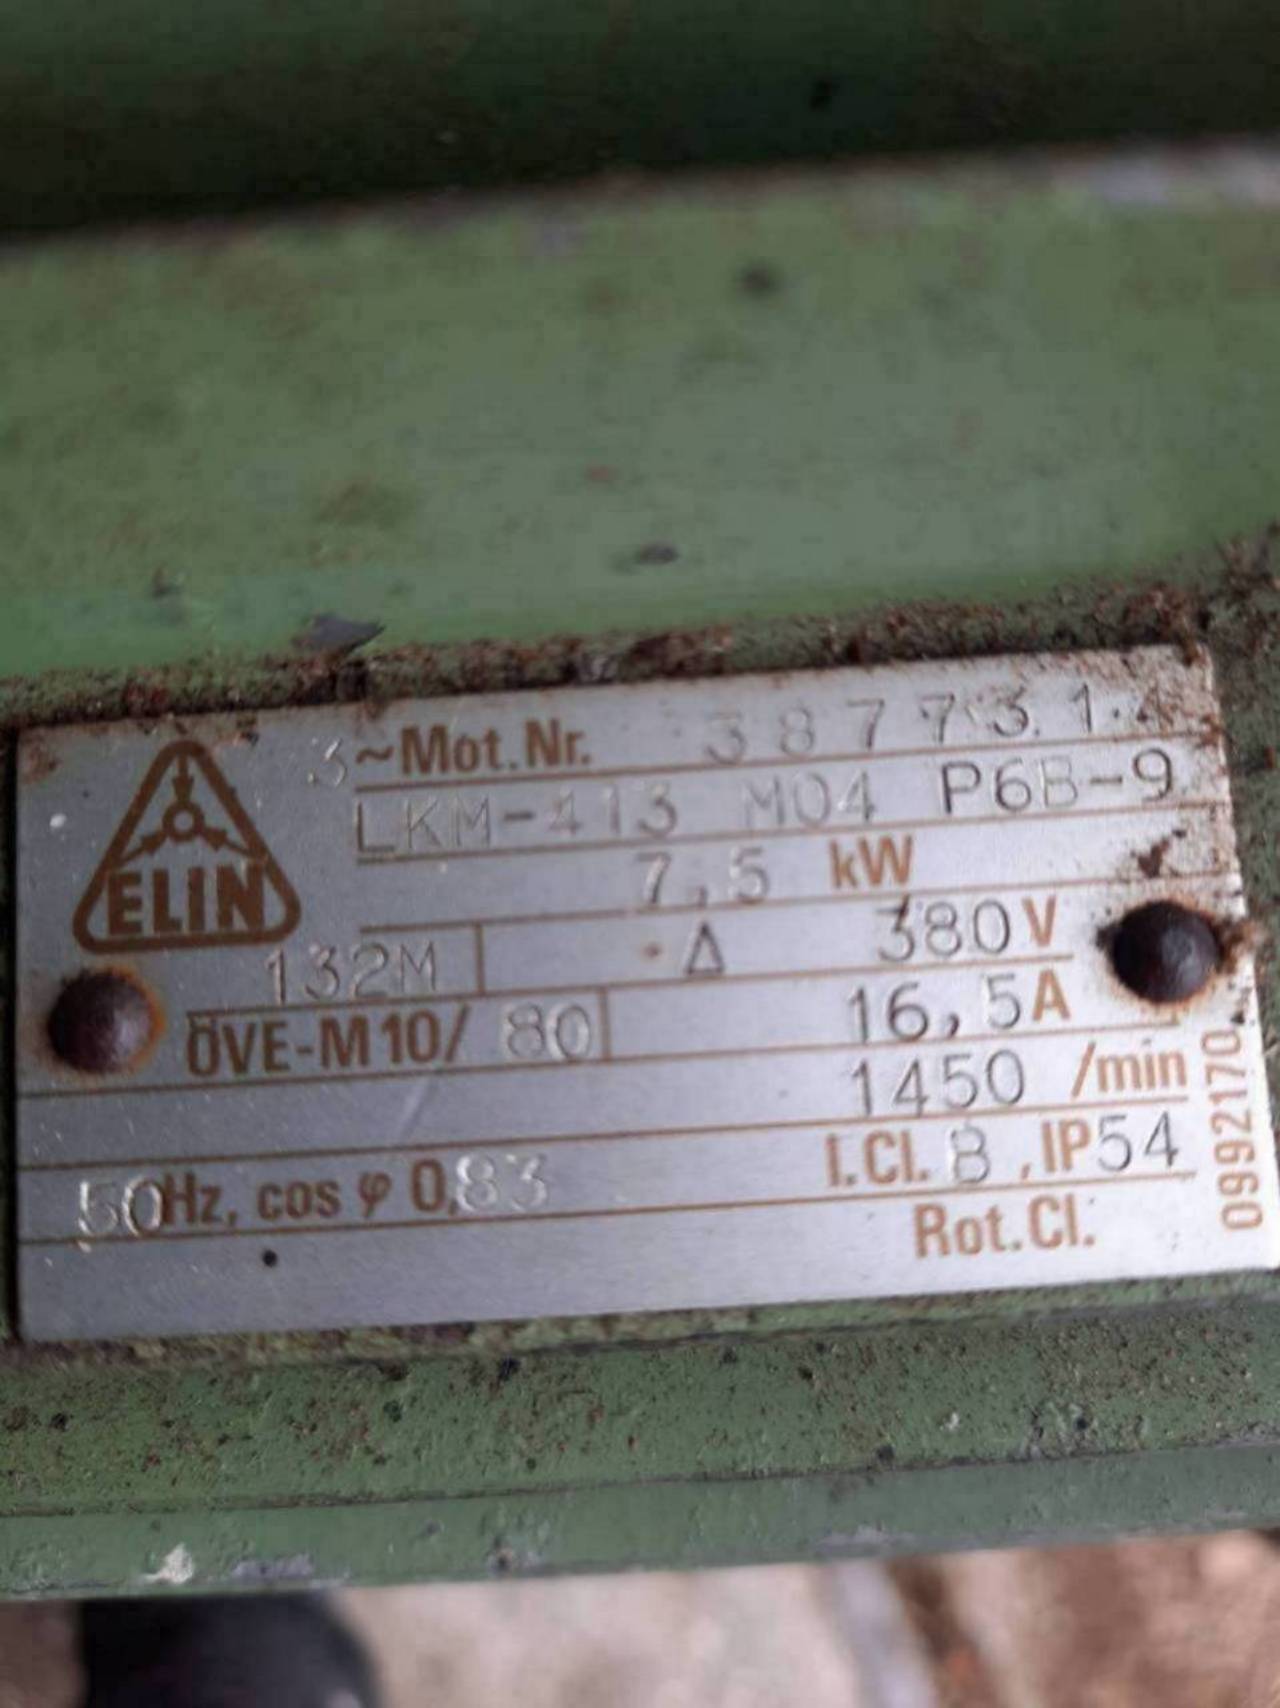 3~Mot.Nr. 3877314
LKM-413 M04 P6B-9
7,5 kW
ELIN
132M Δ 380V
ÖVE-M10/80 16,5A
1450 /min
50Hz, cos φ 0,83 I.Cl. B, IP54
Rot.Cl.
0992170